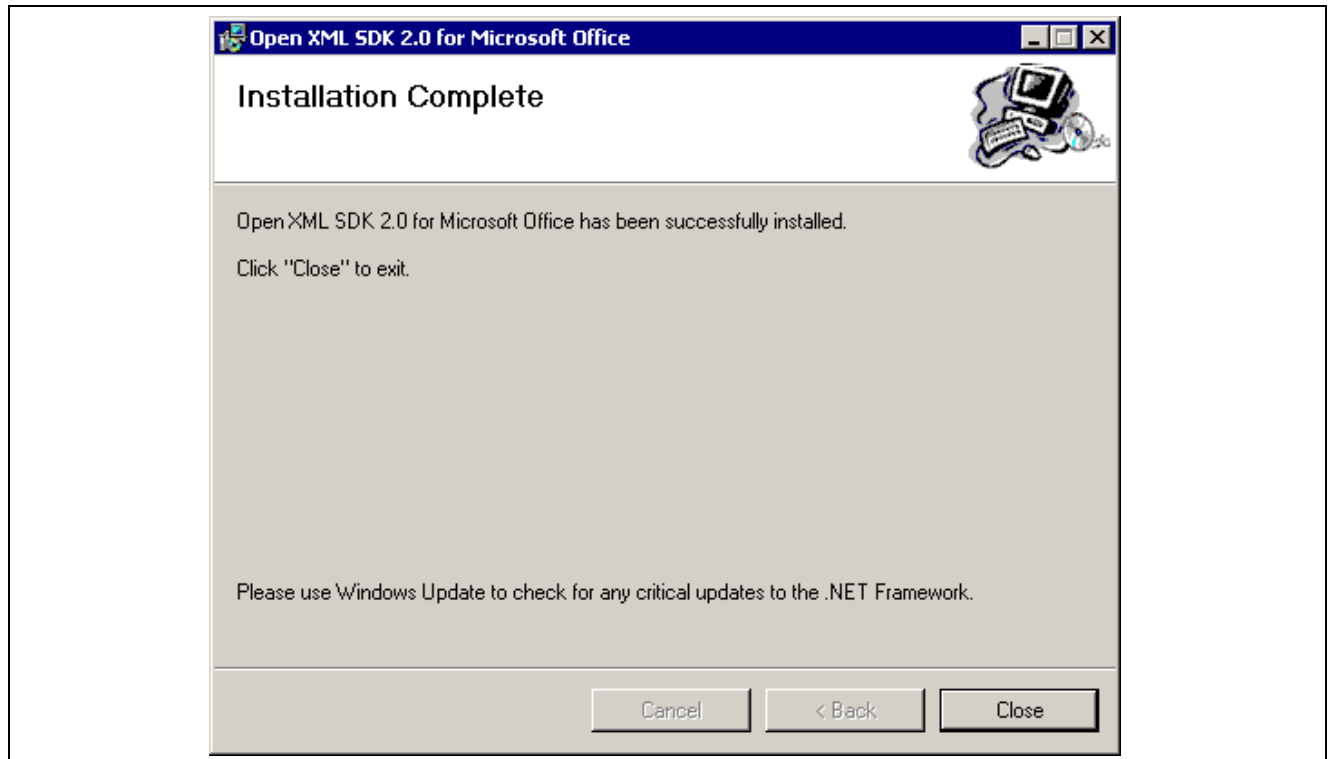 Open XML SDK 2.0 for Microsoft Office
Installation Complete
Open XML SDK 2.0 for Microsoft Office has been successfully installed.
Click "Close" to exit.
Please use Windows Update to check for any critical updates to the .NET Framework.
Cancel < Back Close